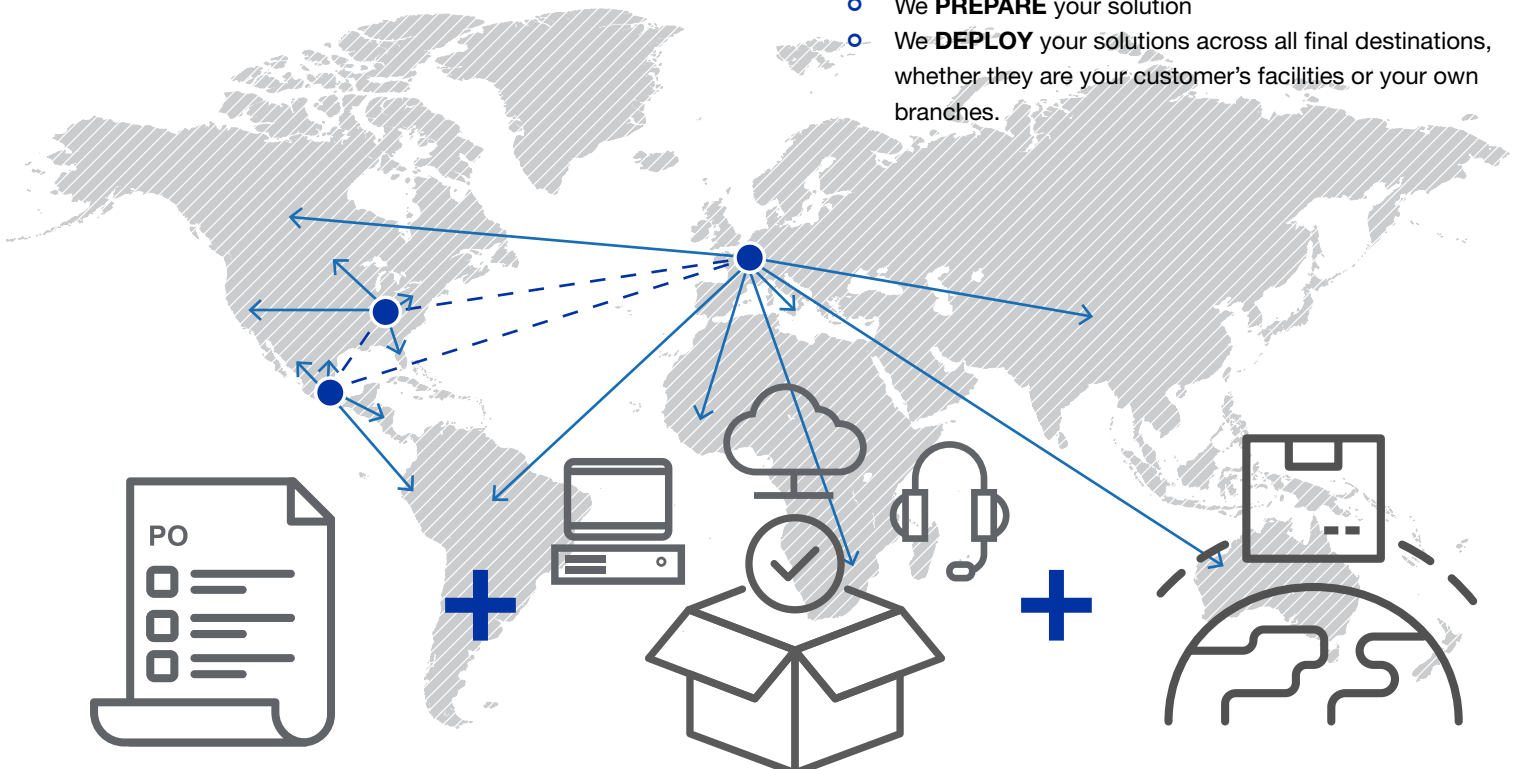 We PREPARE your solution
We DEPLOY your solutions across all final destinations,
whether they are your customer’s facilities or your own
branches.
PO